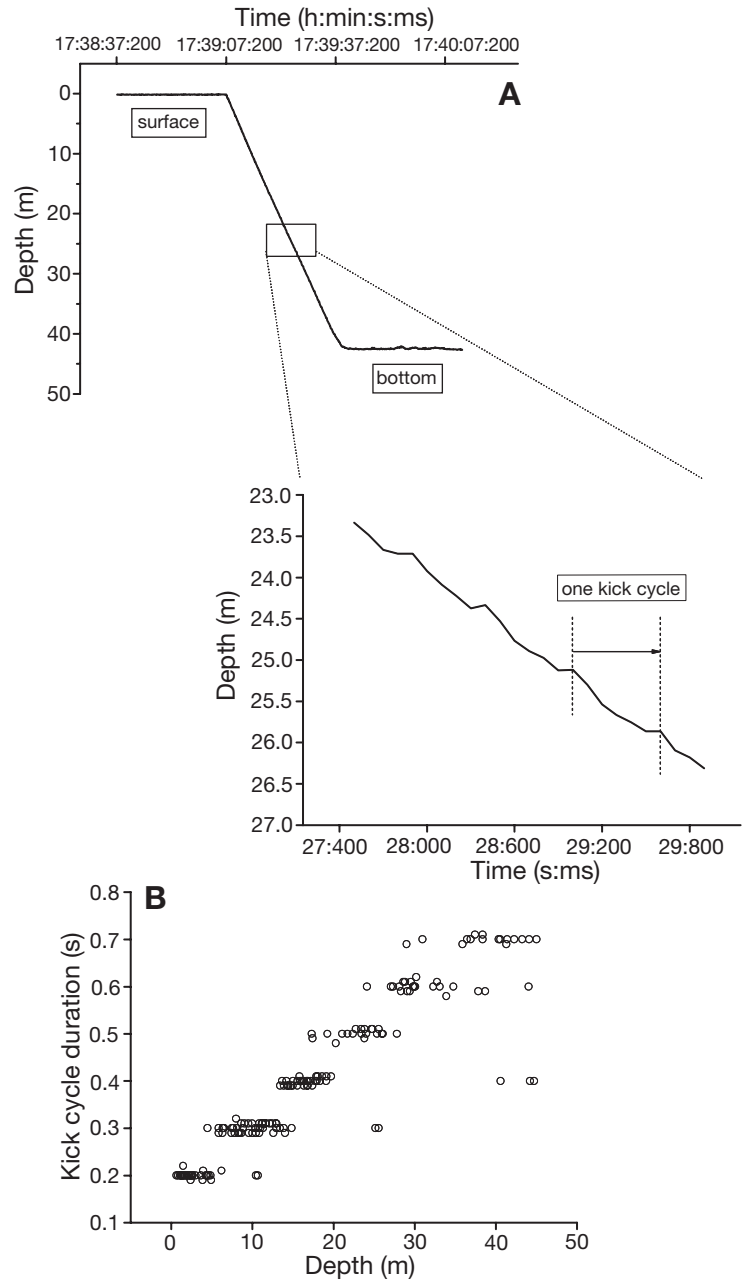 Time (h:min:s:ms)
17:38:37:200 17:39:07:200 17:39:37:200 17:40:07:200
A
0
surface
10
20
Depth (m)
30
40
bottom
50
23.0
23.5
24.0
one kick cycle
24.5
Depth (m)
25.0
25.5
26.0
26.5
27.0
27:400 28:000 28:600 29:200 29:800
Time (s:ms)
B
0.8
0.7
0.6
Kick cycle duration (s)
0.5
0.4
0.3
0.2
0.1
0 10 20 30 40 50
Depth (m)